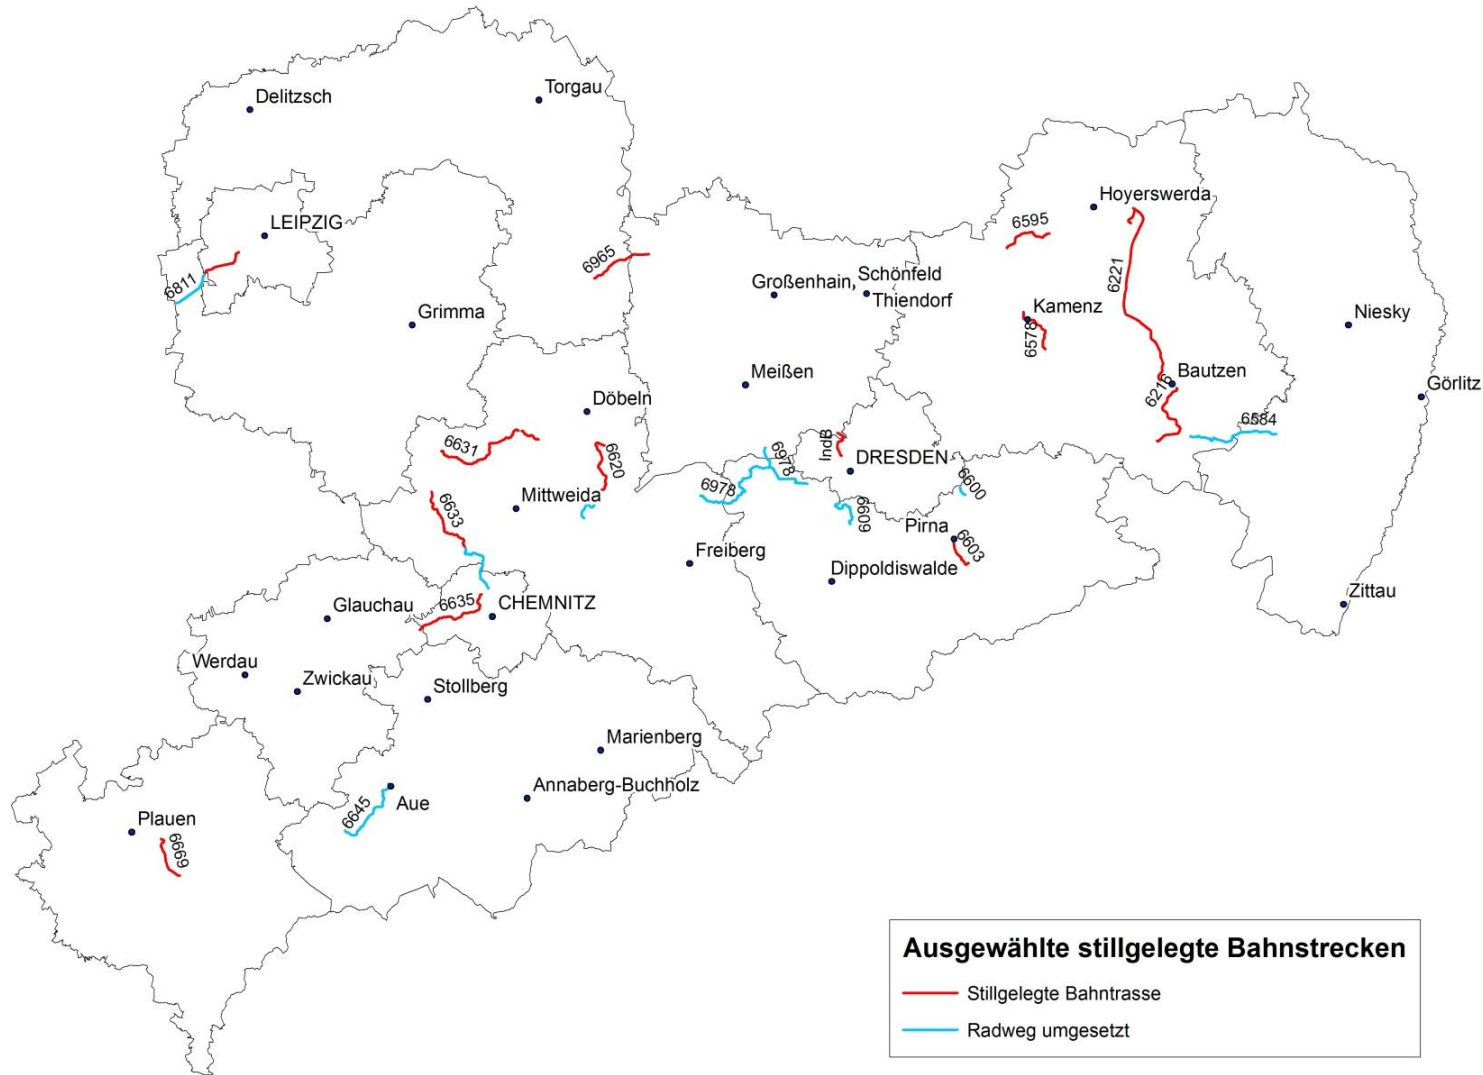 Delitzsch
Torgau
LEIPZIG
Hoyerswerda
6595
6811
6965
6221
Großenhain,
Schönfeld
Thiendorf
Grimma
Kamenz
Niesky
6578
Meißen
Bautzen
Görlitz
6216
Döbeln
6584
6631
6620
IndB
DRESDEN
6978
6978
6600
Mittweida
6633
6609
Pirna
6603
Freiberg
Dippoldiswalde
6635
CHEMNITZ
Glauchau
Zittau
Werdau
Zwickau
Stollberg
Marienberg
Annaberg-Buchholz
6645
Aue
Plauen
6669
Ausgewählte stillgelegte Bahnstrecken
Stillgelegte Bahntrasse
Radweg umgesetzt